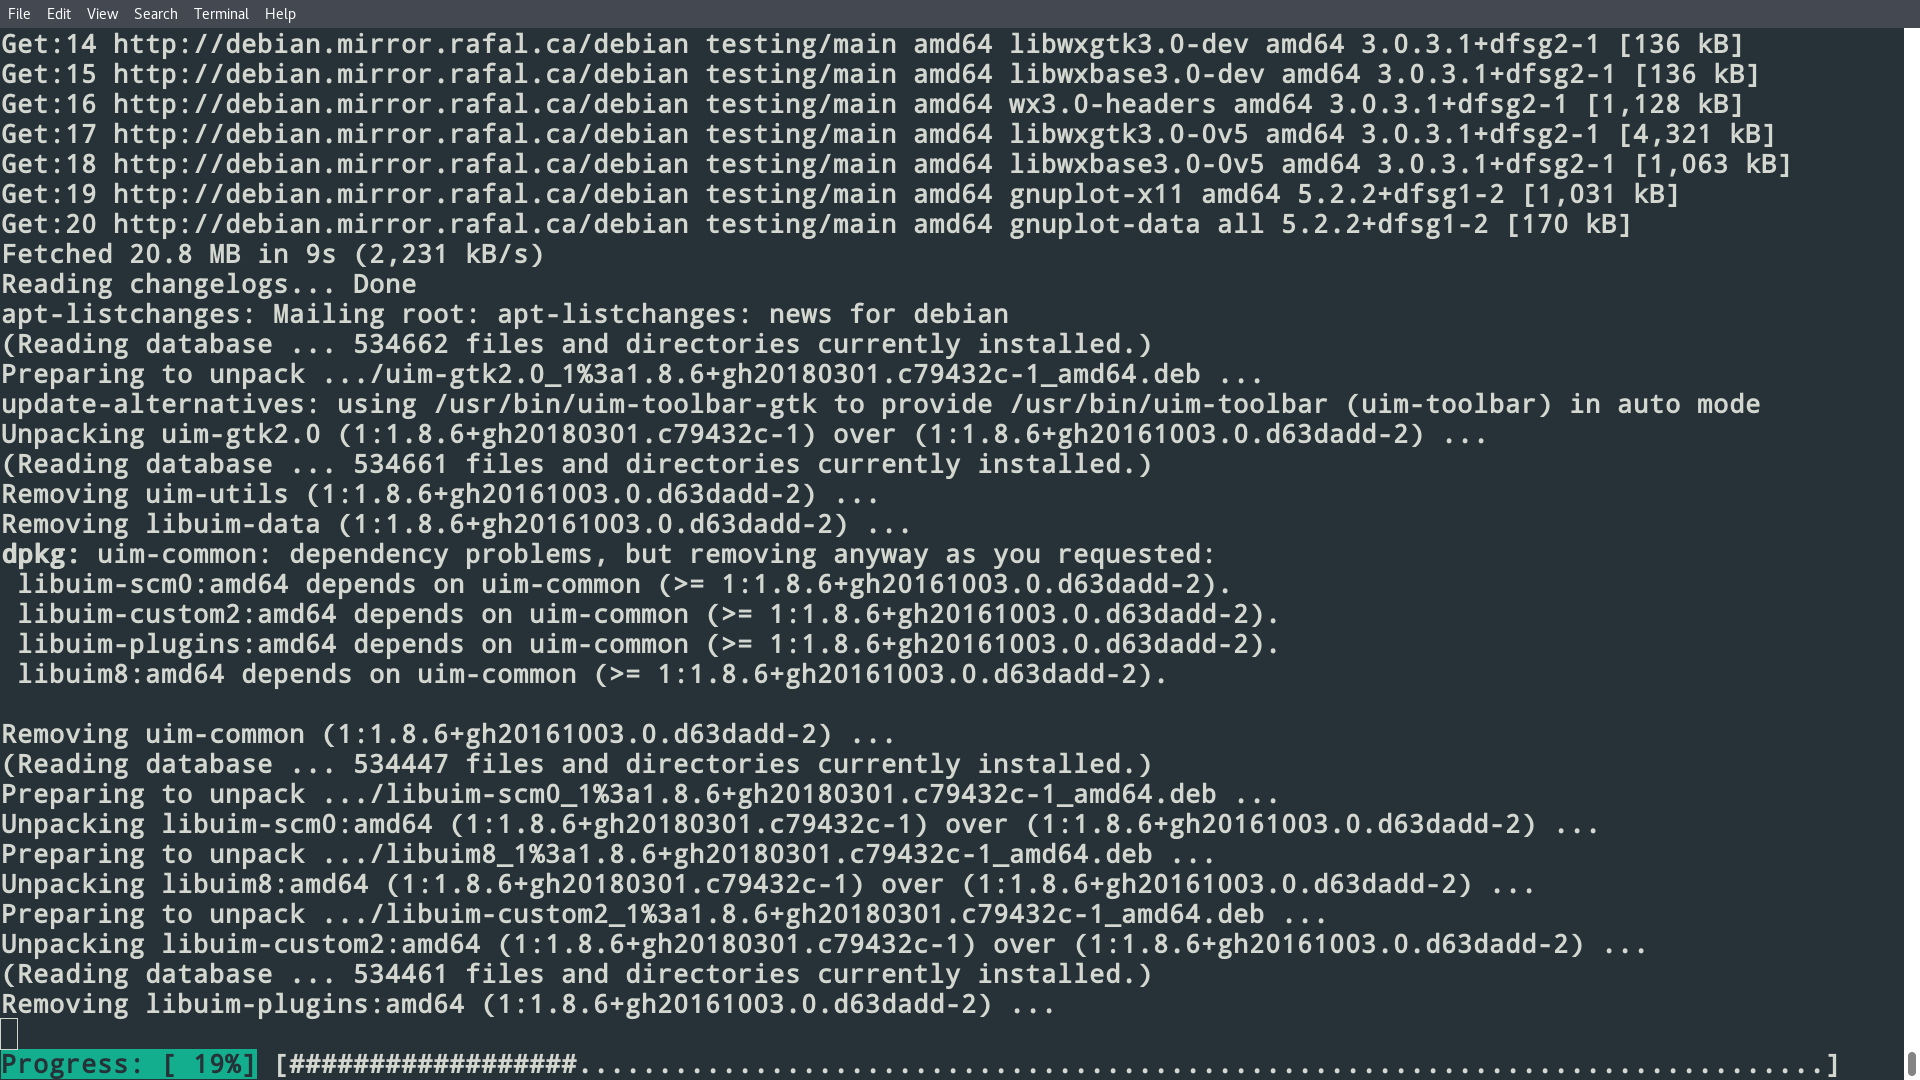 File Edit View Search Terminal Help
Get:14 http://debian.mirror.rafal.ca/debian testing/main amd64 libwxgtk3.0-dev amd64 3.0.3.1+dfsg2-1 [136 kB]
Get:15 http://debian.mirror.rafal.ca/debian testing/main amd64 libwxbase3.0-dev amd64 3.0.3.1+dfsg2-1 [136 kB]
Get:16 http://debian.mirror.rafal.ca/debian testing/main amd64 wx3.0-headers amd64 3.0.3.1+dfsg2-1 [1,128 kB]
Get:17 http://debian.mirror.rafal.ca/debian testing/main amd64 libwxgtk3.0-0v5 amd64 3.0.3.1+dfsg2-1 [4,321 kB]
Get:18 http://debian.mirror.rafal.ca/debian testing/main amd64 libwxbase3.0-0v5 amd64 3.0.3.1+dfsg2-1 [1,063 kB]
Get:19 http://debian.mirror.rafal.ca/debian testing/main amd64 gnuplot-x11 amd64 5.2.2+dfsg1-2 [1,031 kB]
Get:20 http://debian.mirror.rafal.ca/debian testing/main amd64 gnuplot-data all 5.2.2+dfsg1-2 [170 kB]
Fetched 20.8 MB in 9s (2,231 kB/s)
Reading changelogs... Done
apt-listchanges: Mailing root: apt-listchanges: news for debian
(Reading database ... 534662 files and directories currently installed.)
Preparing to unpack .../uim-gtk2.0_1%3a1.8.6+gh20180301.c79432c-1_amd64.deb ...
update-alternatives: using /usr/bin/uim-toolbar-gtk to provide /usr/bin/uim-toolbar (uim-toolbar) in auto mode
Unpacking uim-gtk2.0 (1:1.8.6+gh20180301.c79432c-1) over (1:1.8.6+gh20161003.0.d63dadd-2) ...
(Reading database ... 534661 files and directories currently installed.)
Removing uim-utils (1:1.8.6+gh20161003.0.d63dadd-2) ...
Removing libuim-data (1:1.8.6+gh20161003.0.d63dadd-2) ...
dpkg: uim-common: dependency problems, but removing anyway as you requested:
 libuim-scm0:amd64 depends on uim-common (>= 1:1.8.6+gh20161003.0.d63dadd-2).
 libuim-custom2:amd64 depends on uim-common (>= 1:1.8.6+gh20161003.0.d63dadd-2).
 libuim-plugins:amd64 depends on uim-common (>= 1:1.8.6+gh20161003.0.d63dadd-2).
 libuim8:amd64 depends on uim-common (>= 1:1.8.6+gh20161003.0.d63dadd-2).

Removing uim-common (1:1.8.6+gh20161003.0.d63dadd-2) ...
(Reading database ... 534447 files and directories currently installed.)
Preparing to unpack .../libuim-scm0_1%3a1.8.6+gh20180301.c79432c-1_amd64.deb ...
Unpacking libuim-scm0:amd64 (1:1.8.6+gh20180301.c79432c-1) over (1:1.8.6+gh20161003.0.d63dadd-2) ...
Preparing to unpack .../libuim8_1%3a1.8.6+gh20180301.c79432c-1_amd64.deb ...
Unpacking libuim8:amd64 (1:1.8.6+gh20180301.c79432c-1) over (1:1.8.6+gh20161003.0.d63dadd-2) ...
Preparing to unpack .../libuim-custom2_1%3a1.8.6+gh20180301.c79432c-1_amd64.deb ...
Unpacking libuim-custom2:amd64 (1:1.8.6+gh20180301.c79432c-1) over (1:1.8.6+gh20161003.0.d63dadd-2) ...
(Reading database ... 534461 files and directories currently installed.)
Removing libuim-plugins:amd64 (1:1.8.6+gh20161003.0.d63dadd-2) ...
Progress: [ 19%] [##################..............................................................................]